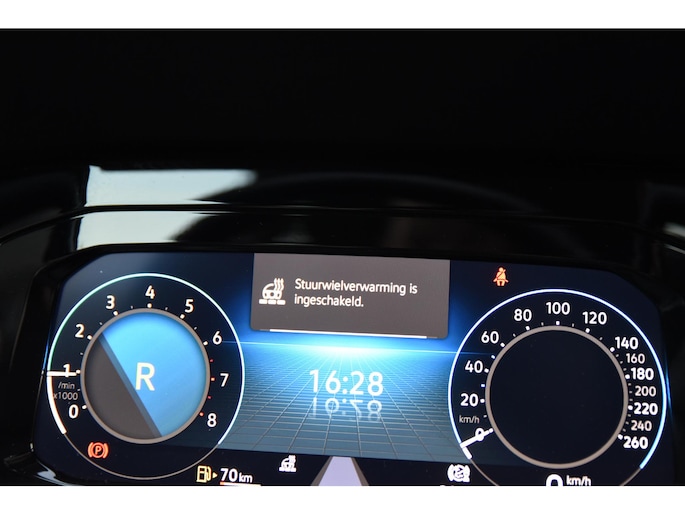 Stuurwielverwarming is
ingeschakeld.
16:28
0 1 2 3 4 5 6 7 8
/min
x1000
R
0 20 40 60 80 100 120 140 160 180 200 220 240 260
km/h
P
70 km
0 km/h